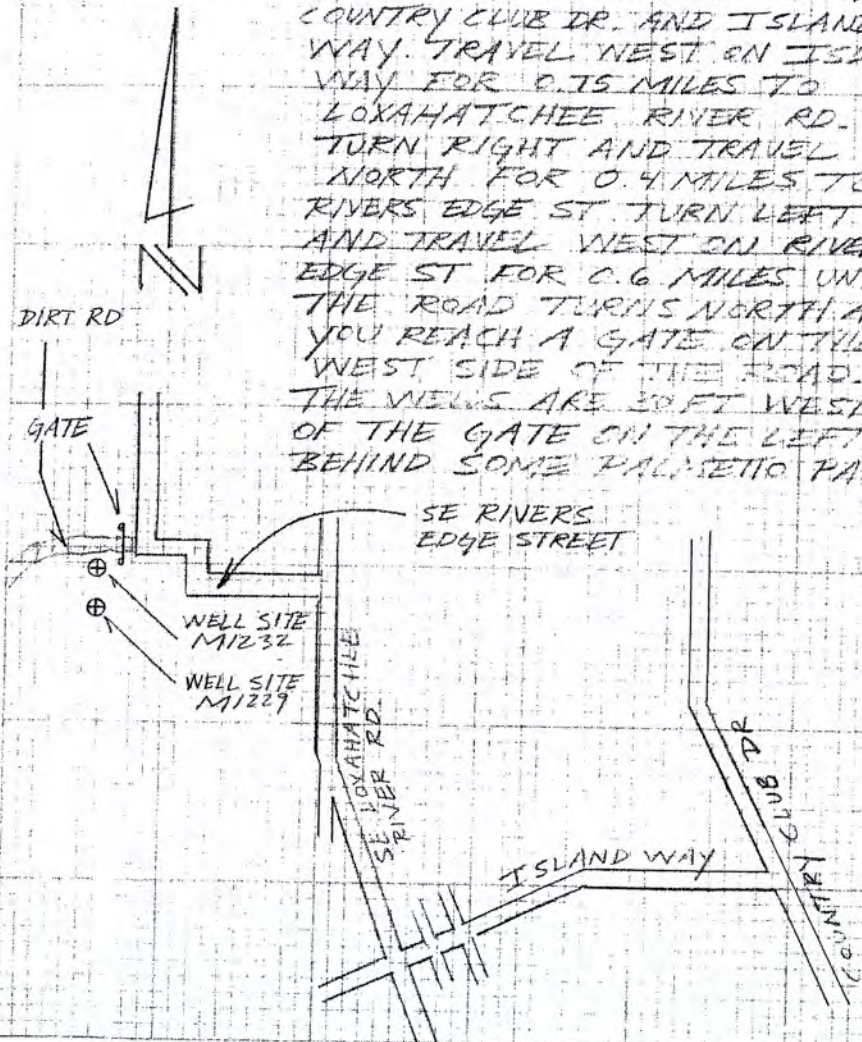 COUNTRY CLUB DR. AND ISLAND
WAY. TRAVEL WEST ON
WAY FOR 0.75 MILES TO
LOXAHATCHEE RIVER RD.
TURN RIGHT AND TRAVEL
NORTH FOR 0.4 MILES TO
RIVERS EDGE ST TURN LEFT
AND TRAVEL WEST ON RIVE
EDGE ST FOR 0.6 MILES UN
THE ROAD TURNS NORTH A
YOU REACH A GATE ON
WEST SIDE OF THE ROAD.
THE WELLS ARE 30 FT WEST
OF THE GATE ON THE LEFT
BEHIND SOME PALMETTO PA
N
DIRT RD
GATE
SE RIVERS
EDGE STREET
WELL SITE
M1232
WELL SITE
M1229
SE LOXAHATCHEE
RIVER RD.
ISLAND WAY
COUNTRY CLUB DR